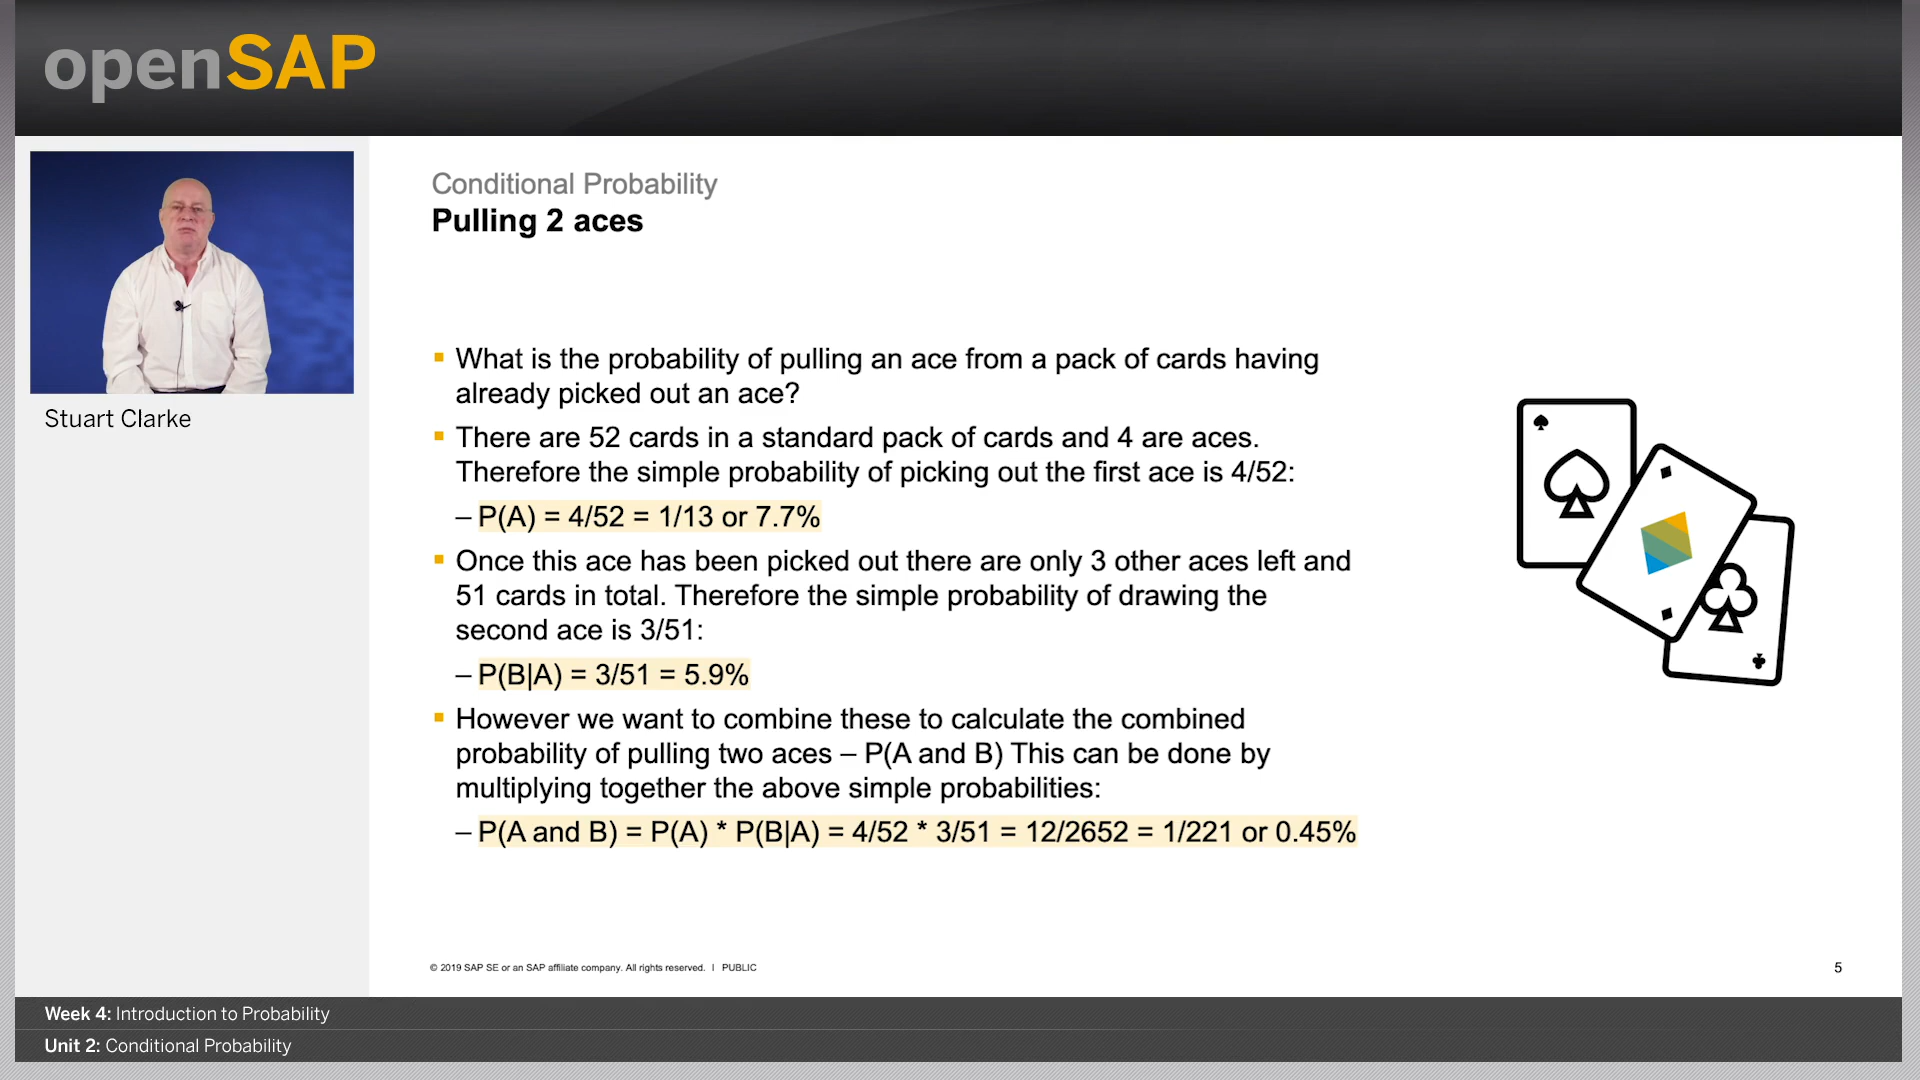 openSAP
Stuart Clarke
Conditional Probability
Pulling 2 aces
▪ What is the probability of pulling an ace from a pack of cards having
already picked out an ace?
▪ There are 52 cards in a standard pack of cards and 4 are aces.
Therefore the simple probability of picking out the first ace is 4/52:
– P(A) = 4/52 = 1/13 or 7.7%
▪ Once this ace has been picked out there are only 3 other aces left and
51 cards in total. Therefore the simple probability of drawing the
second ace is 3/51:
– P(B|A) = 3/51 = 5.9%
▪ However we want to combine these to calculate the combined
probability of pulling two aces – P(A and B) This can be done by
multiplying together the above simple probabilities:
– P(A and B) = P(A) * P(B|A) = 4/52 * 3/51 = 12/2652 = 1/221 or 0.45%
© 2019 SAP SE or an SAP affiliate company. All rights reserved. ǀ PUBLIC
5
Week 4: Introduction to Probability
Unit 2: Conditional Probability